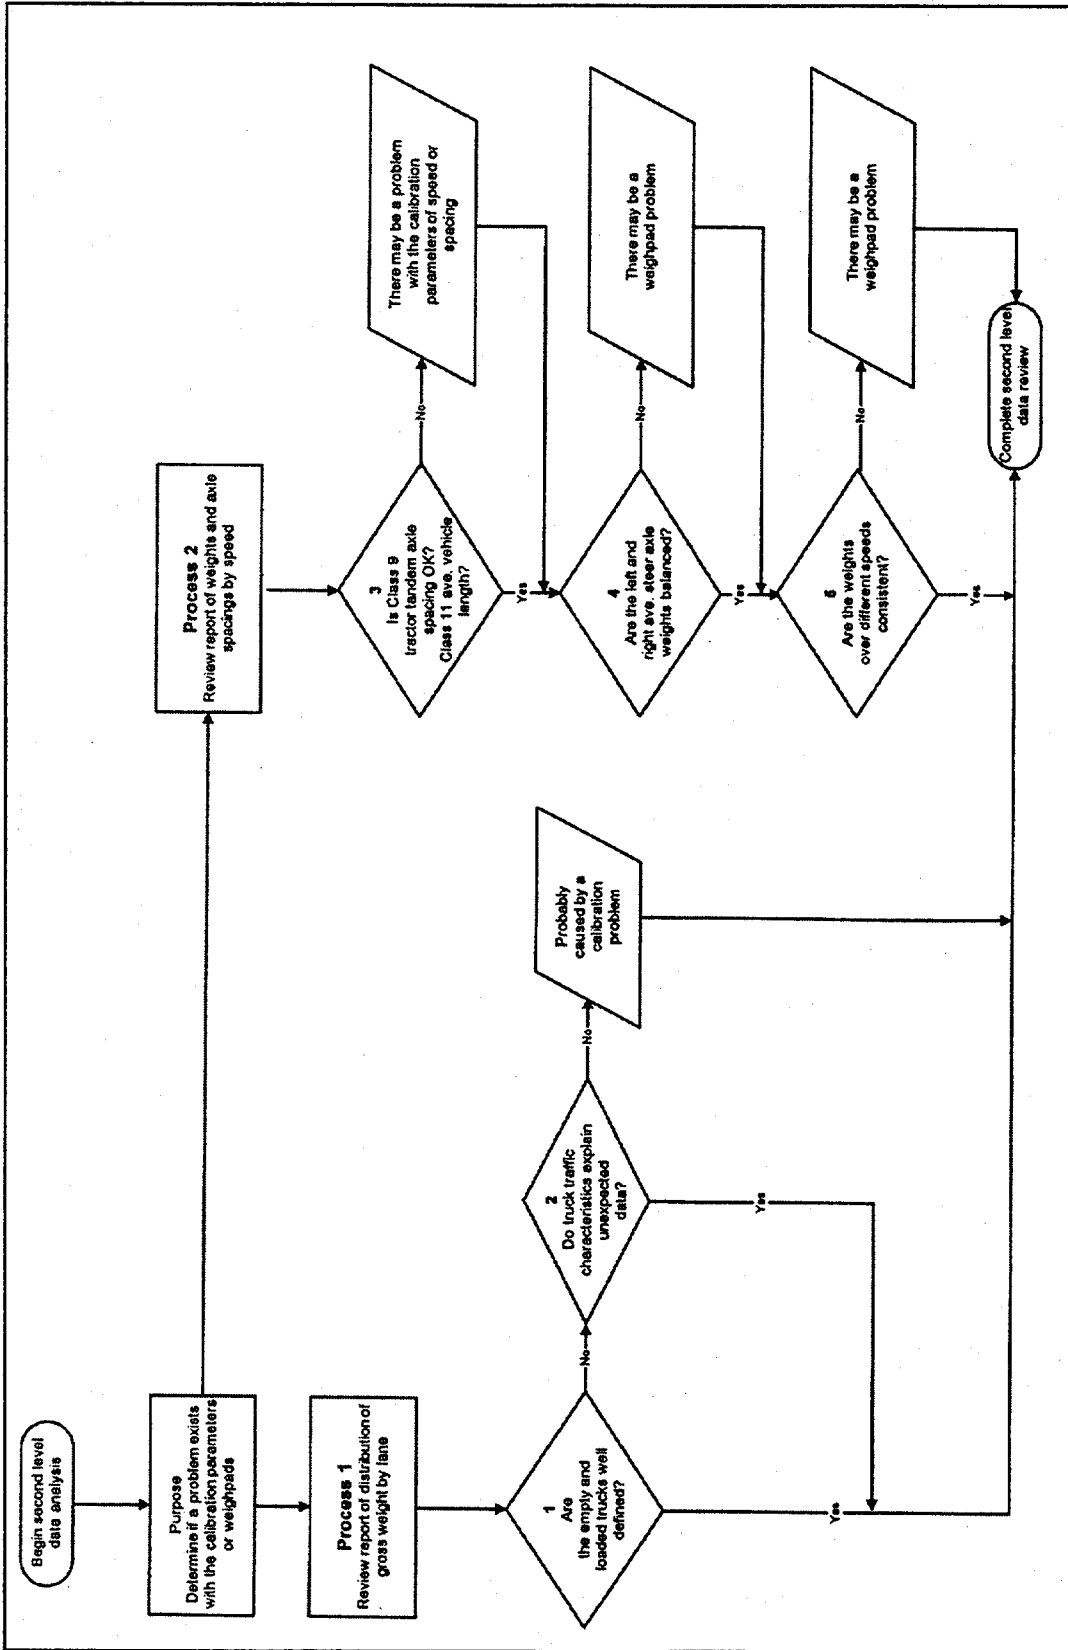 Begin second level
data analysis
Purpose
Determine if a problem exists
with the calibration parameters
or weighpads
Process 1
Review report of distribution of
gross weight by lane
1
Are
the empty and
loaded trucks well
defined?
No
Yes
2
Do truck traffic
characteristics explain
unexpected
data?
No
Yes
Probably
caused by a
calibration
problem
Process 2
Review report of weights and axle
spacings by speed
3
Is Class 9
tractor tandem axle
spacing OK?
Class 11 ave. vehicle
length?
No
Yes
There may be a problem
with the calibration
parameters of speed or
spacing
4
Are the left and
right ave. steer axle
weights balanced?
No
Yes
There may be a
weighpad problem
5
Are the weights
over different speeds
consistent?
No
Yes
There may be a
weighpad problem
Complete second level
data review